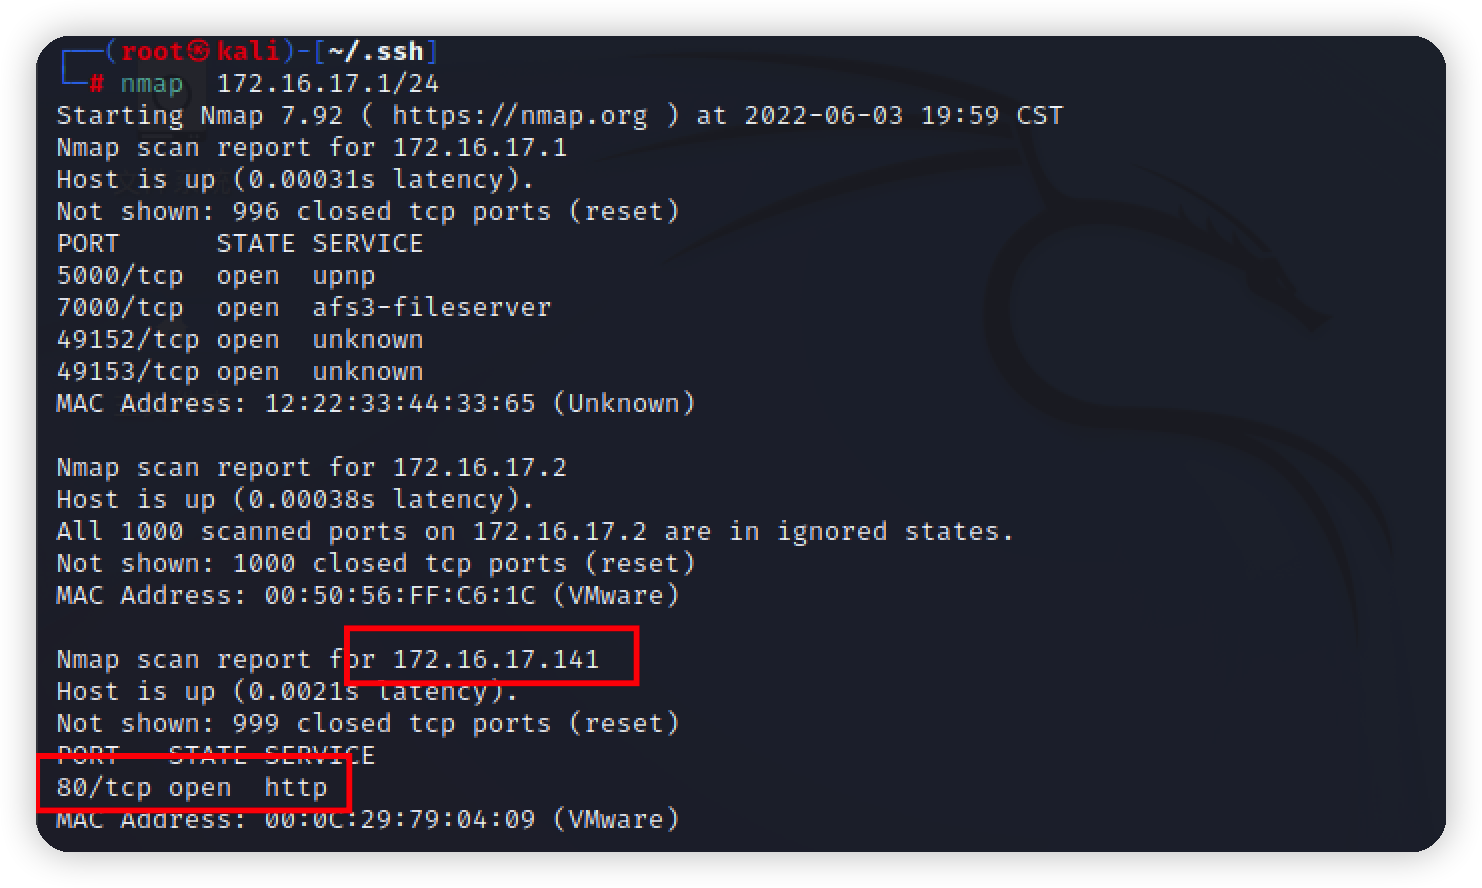 ┌──(root㉿kali)-[~/.ssh]
└─# nmap  172.16.17.1/24
Starting Nmap 7.92 ( https://nmap.org ) at 2022-06-03 19:59 CST
Nmap scan report for 172.16.17.1
Host is up (0.00031s latency).
Not shown: 996 closed tcp ports (reset)
PORT      STATE SERVICE
5000/tcp  open  upnp
7000/tcp  open  afs3-fileserver
49152/tcp open  unknown
49153/tcp open  unknown
MAC Address: 12:22:33:44:33:65 (Unknown)

Nmap scan report for 172.16.17.2
Host is up (0.00038s latency).
All 1000 scanned ports on 172.16.17.2 are in ignored states.
Not shown: 1000 closed tcp ports (reset)
MAC Address: 00:50:56:FF:C6:1C (VMware)

Nmap scan report for 172.16.17.141
Host is up (0.0021s latency).
Not shown: 999 closed tcp ports (reset)
PORT   STATE SERVICE
80/tcp open  http
MAC Address: 00:0C:29:79:04:09 (VMware)